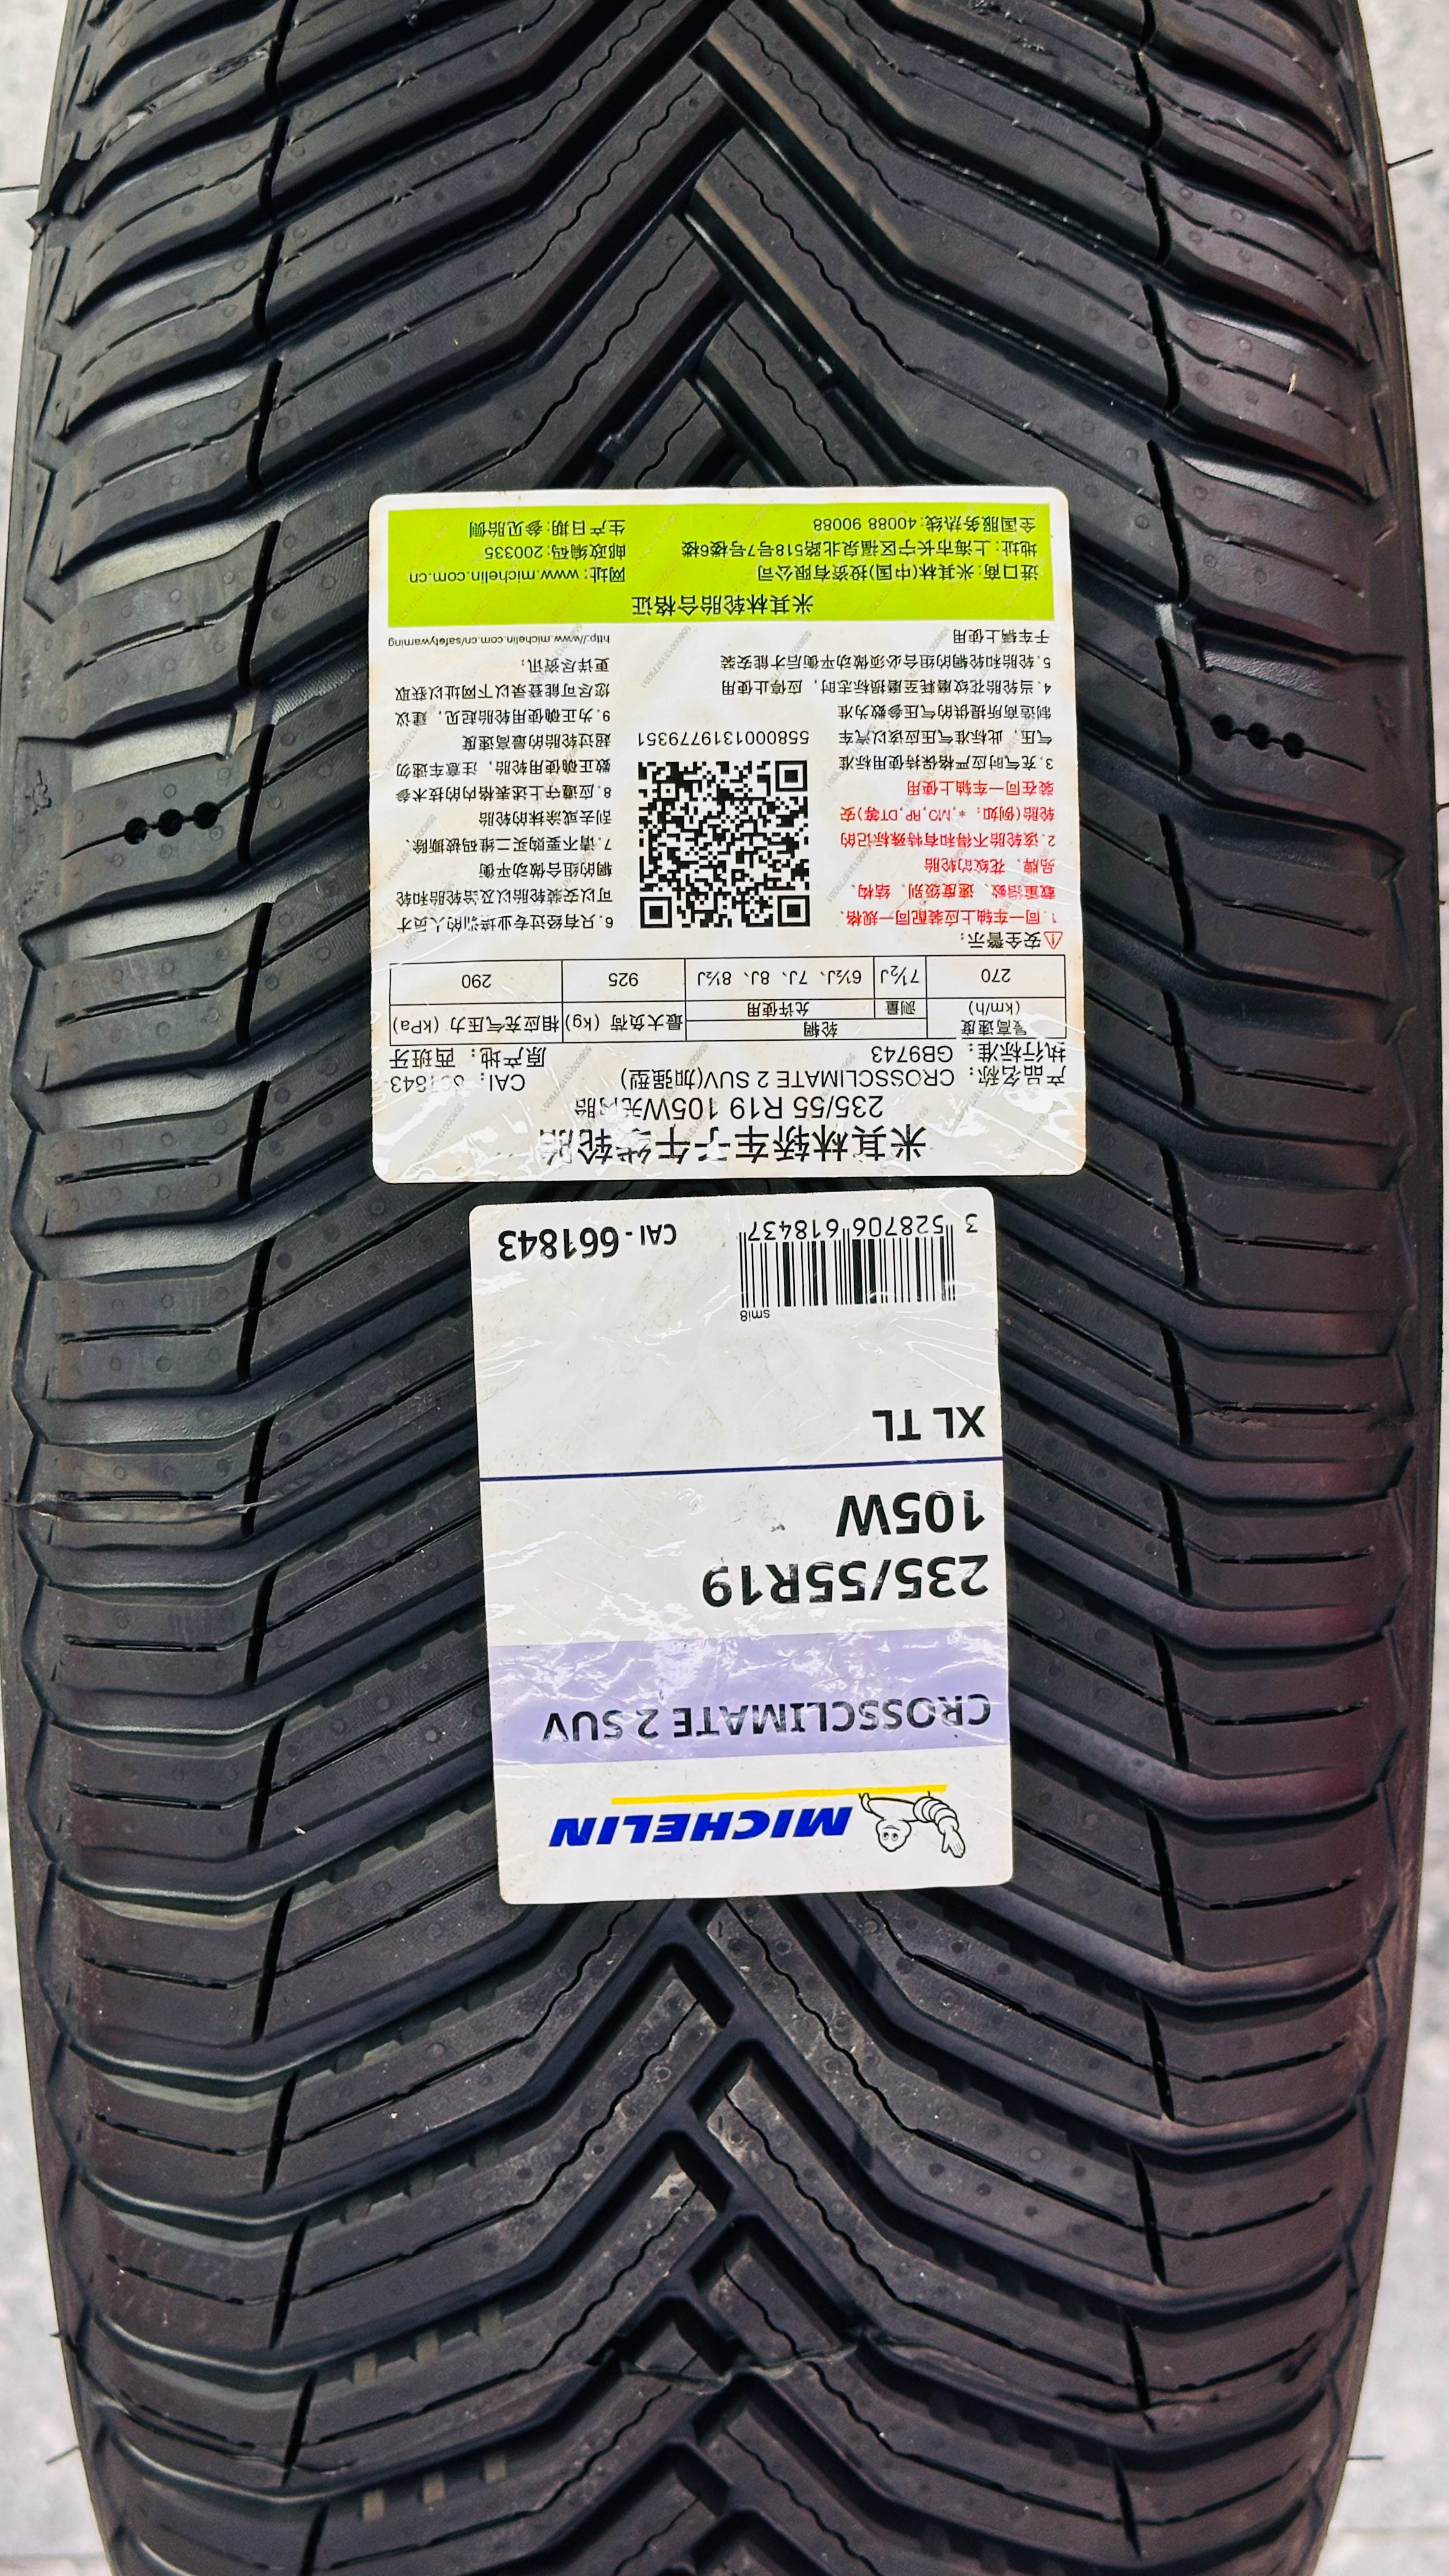 MICHELIN
CROSSCLIMATE 2 SUV
235/55R19
105W
XL TL
smi8
3 528706 618437
CAI - 661843
米其林轿车子午线轮胎
235/55 R19 105W无内胎
产品名称: CROSSCLIMATE 2 SUV(加强型) CAI: 661843
执行标准: GB9743 原产地: 西班牙
最高速度 (km/h) 轮辋 最大负荷 (kg) 相应充气压力 (kPa)
测量 允许使用
270 7½J 6½J、7J、8J、8½J 925 290
安全警示:
1.同一车轴上应装配同一规格、
载重指数、速度级别、结构、
品牌、花纹的轮胎
2.该轮胎不得和有特殊标记的
轮胎(例如: *,MO,RP,DT等)安
装在同一车轴上使用
3.充气时应严格保持使用标准
气压, 此标准气压应该以汽车
制造商所提供的气压参数为准
4.当轮胎花纹磨耗至磨损标志时, 应停止使用
5.轮胎和轮辋的组合必须做动平衡后才能安装
于车辆上使用
5580001319779351
6.只有经过专业培训的人员才
可以安装轮胎以及给轮胎和轮
辋的组合做动平衡
7.请不要购买二维码被撕除、
刮去或涂抹的轮胎
8.应遵守上述表格内的技术参
数正确使用轮胎, 注意车速勿
超过轮胎的最高速度
9.为正确使用轮胎起见, 建议
您尽可能登录以下网址以获取
更详尽资讯:
http://www.michelin.com.cn/safetywarning
米其林轮胎合格证
进口商:米其林(中国)投资有限公司 网址: www.michelin.com.cn
地址: 上海市长宁区福泉北路518号7号楼6楼 邮政编码:200335
全国服务热线:40088 90088 生产日期:参见胎侧